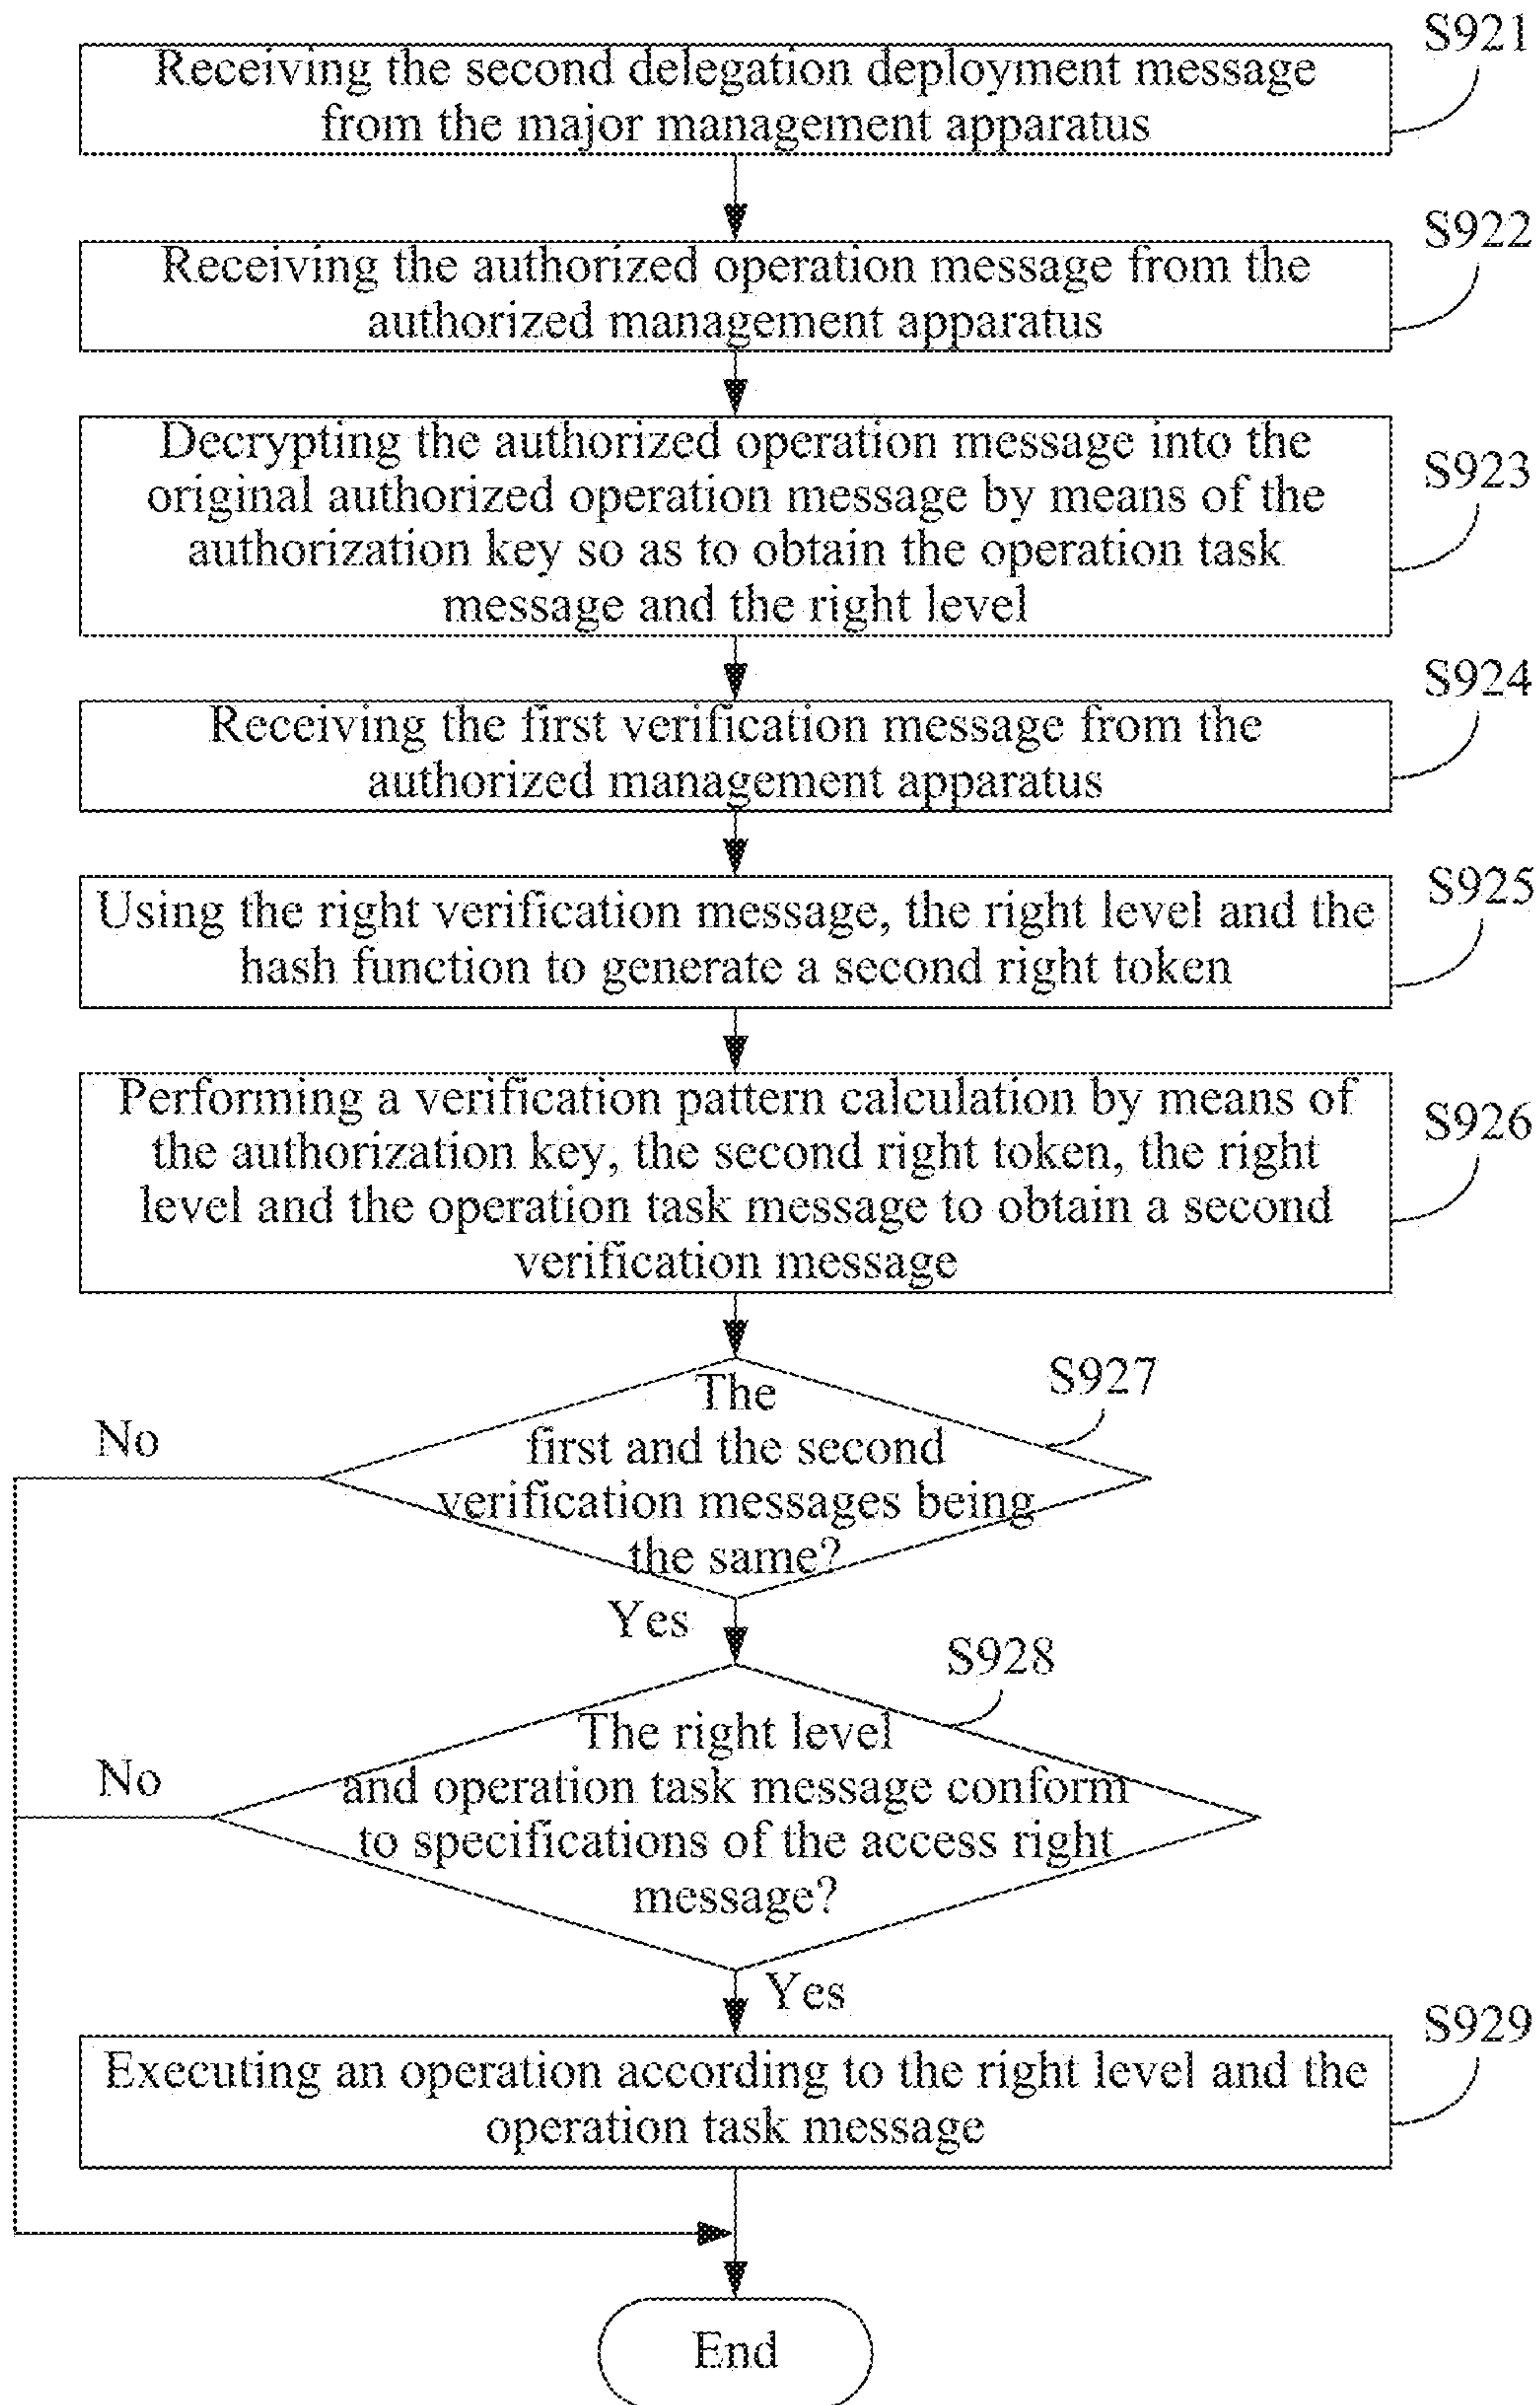 S921
Receiving the second delegation deployment message
from the major management apparatus
S922
Receiving the authorized operation message from the
authorized management apparatus
S923
Decrypting the authorized operation message into the
original authorized operation message by means of the
authorization key so as to obtain the operation task
message and the right level
S924
Receiving the first verification message from the
authorized management apparatus
S925
Using the right verification message, the right level and the
hash function to generate a second right token
S926
Performing a verification pattern calculation by means of
the authorization key, the second right token, the right
level and the operation task message to obtain a second
verification message
S927
The
first and the second
verification messages being
the same?
No
Yes
S928
The right level
and operation task message conform
to specifications of the access right
message?
No
Yes
S929
Executing an operation according to the right level and the
operation task message
End